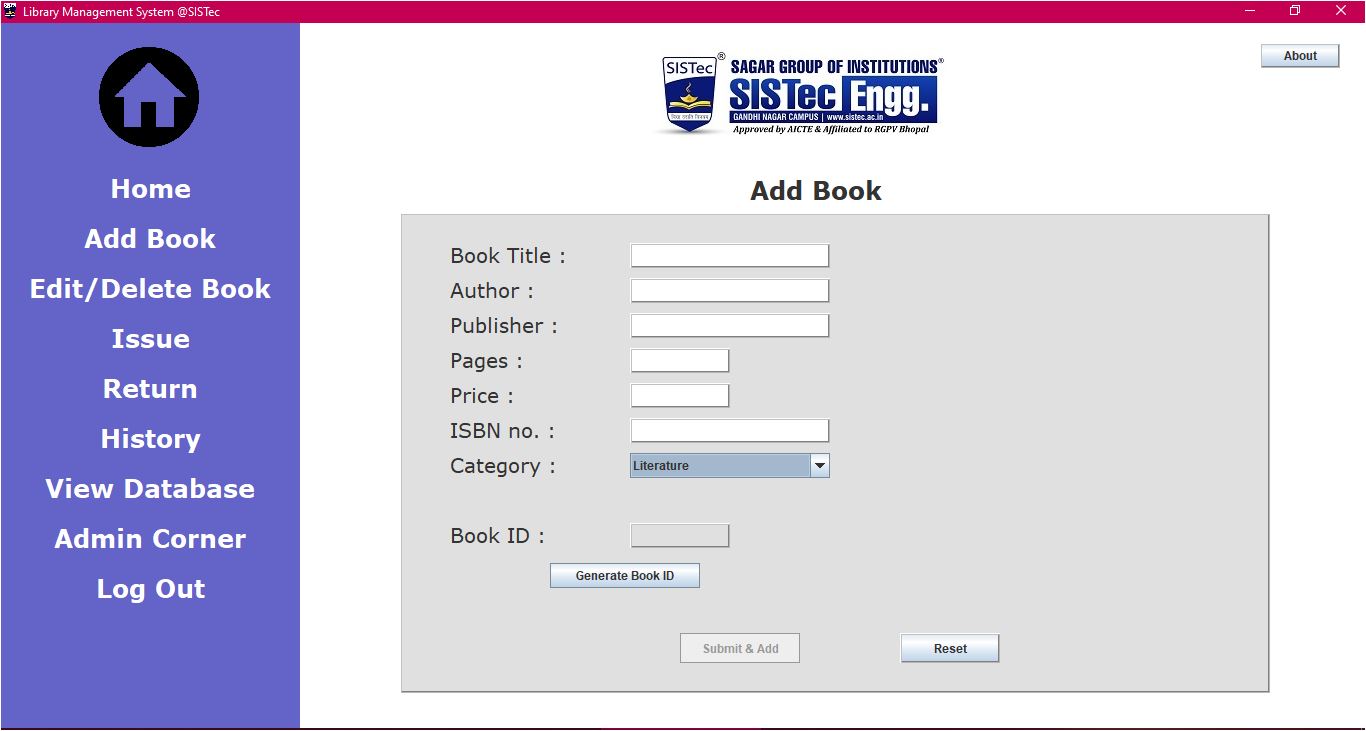 Library Management System @SISTec
About
SISTec®
SAGAR GROUP OF INSTITUTIONS®
SISTec Engg.
GANDHI NAGAR CAMPUS | www.sistec.ac.in
Approved by AICTE & Affiliated to RGPV Bhopal
Home
Add Book
Edit/Delete Book
Issue
Return
History
View Database
Admin Corner
Log Out
Add Book
Book Title :
Author :
Publisher :
Pages :
Price :
ISBN no. :
Category : Literature
Book ID :
Generate Book ID
Submit & Add Reset